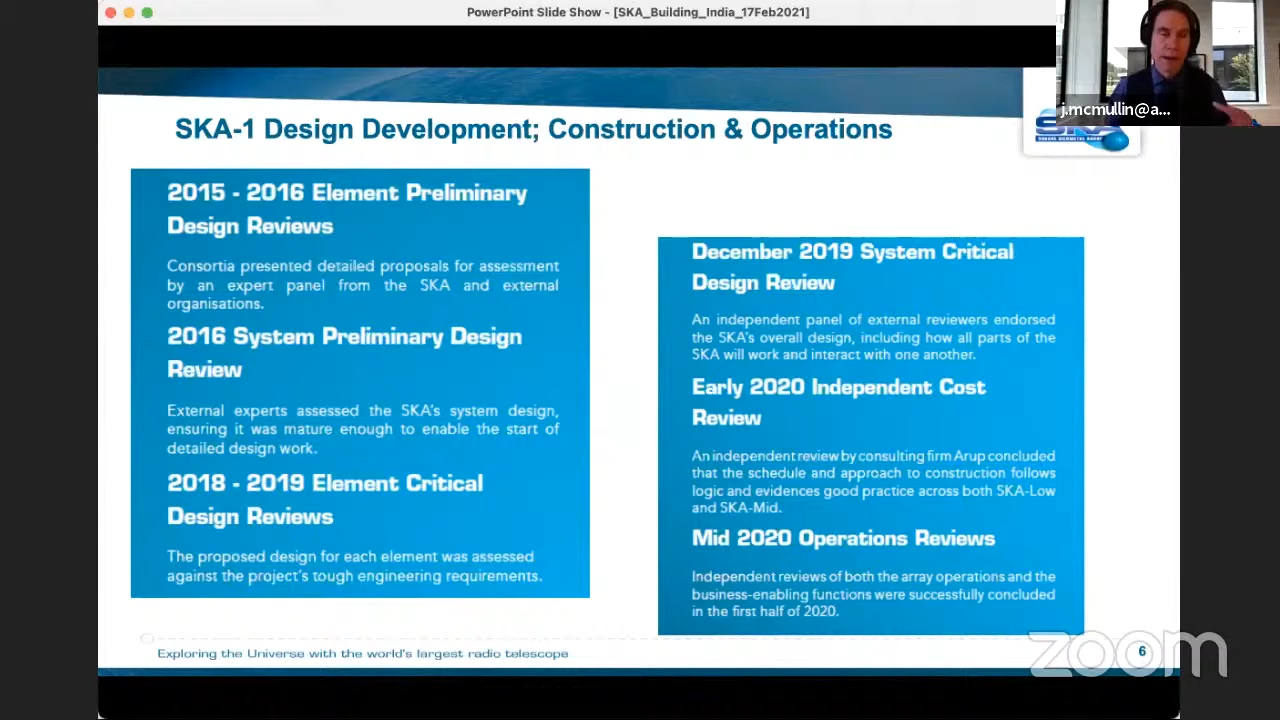 PowerPoint Slide Show - [SKA_Building_India_17Feb2021]
j.mcmullin@a...
SKA-1 Design Development; Construction & Operations
SKA
2015 - 2016 Element Preliminary
Design Reviews
Consortia presented detailed proposals for assessment
by an expert panel from the SKA and external
organisations.
2016 System Preliminary Design
Review
External experts assessed the SKA's system design,
ensuring it was mature enough to enable the start of
detailed design work.
2018 - 2019 Element Critical
Design Reviews
The proposed design for each element was assessed
against the project's tough engineering requirements.
December 2019 System Critical
Design Review
An independent panel of external reviewers endorsed
the SKA's overall design, including how all parts of the
SKA will work and interact with one another.
Early 2020 Independent Cost
Review
An independent review by consulting firm Arup concluded
that the schedule and approach to construction follows
logic and evidences good practice across both SKA-Low
and SKA-Mid.
Mid 2020 Operations Reviews
Independent reviews of both the array operations and the
business-enabling functions were successfully concluded
in the first half of 2020.
Exploring the Universe with the world's largest radio telescope
6
zoom